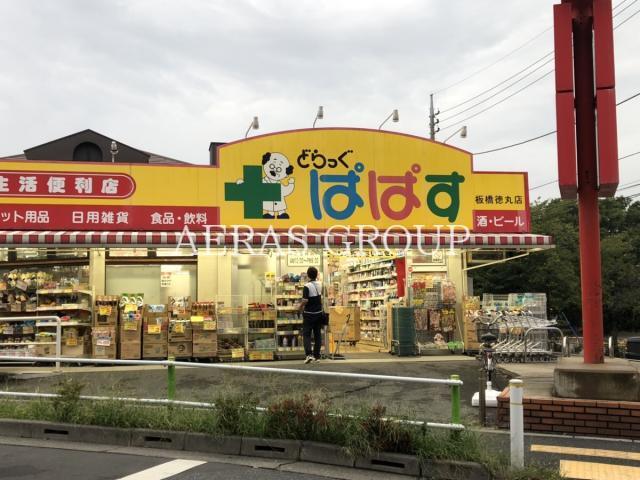 どらっぐ
ぱぱす
板橋徳丸店
生活便利店
ット用品
日用雑貨
食品・飲料
酒・ビール
AERAS GROUP